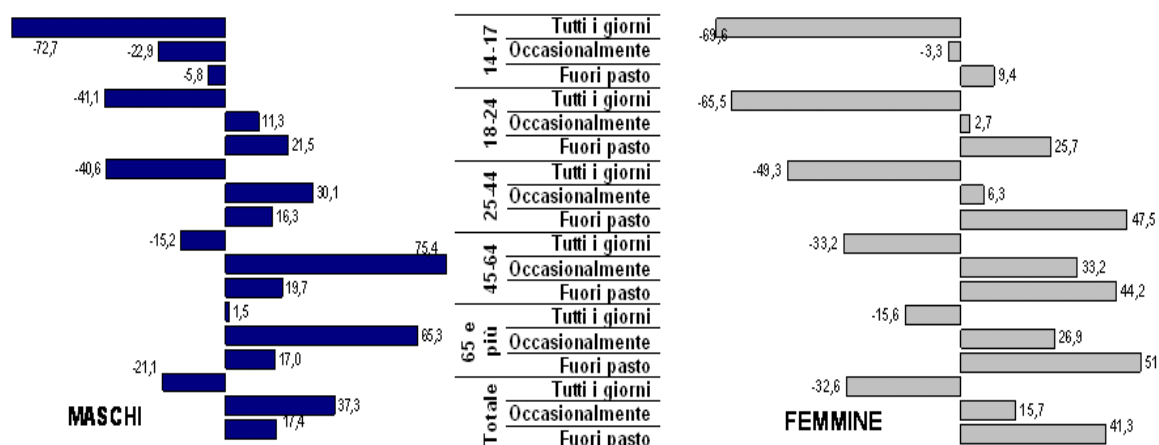 -72,7
-22,9
-5,8
-41,1
11,3
21,5
-40,6
30,1
16,3
-15,2
75,4
19,7
1,5
65,3
17,0
-21,1
37,3
17,4
MASCHI
14-17
Tutti i giorni
Occasionalmente
Fuori pasto
18-24
Tutti i giorni
Occasionalmente
Fuori pasto
25-44
Tutti i giorni
Occasionalmente
Fuori pasto
45-64
Tutti i giorni
Occasionalmente
Fuori pasto
65 e
più
Tutti i giorni
Occasionalmente
Fuori pasto
Totale
Tutti i giorni
Occasionalmente
Fuori pasto
-69,6
-3,3
9,4
-65,5
2,7
25,7
-49,3
6,3
47,5
-33,2
33,2
44,2
-15,6
26,9
51
-32,6
15,7
41,3
FEMMINE